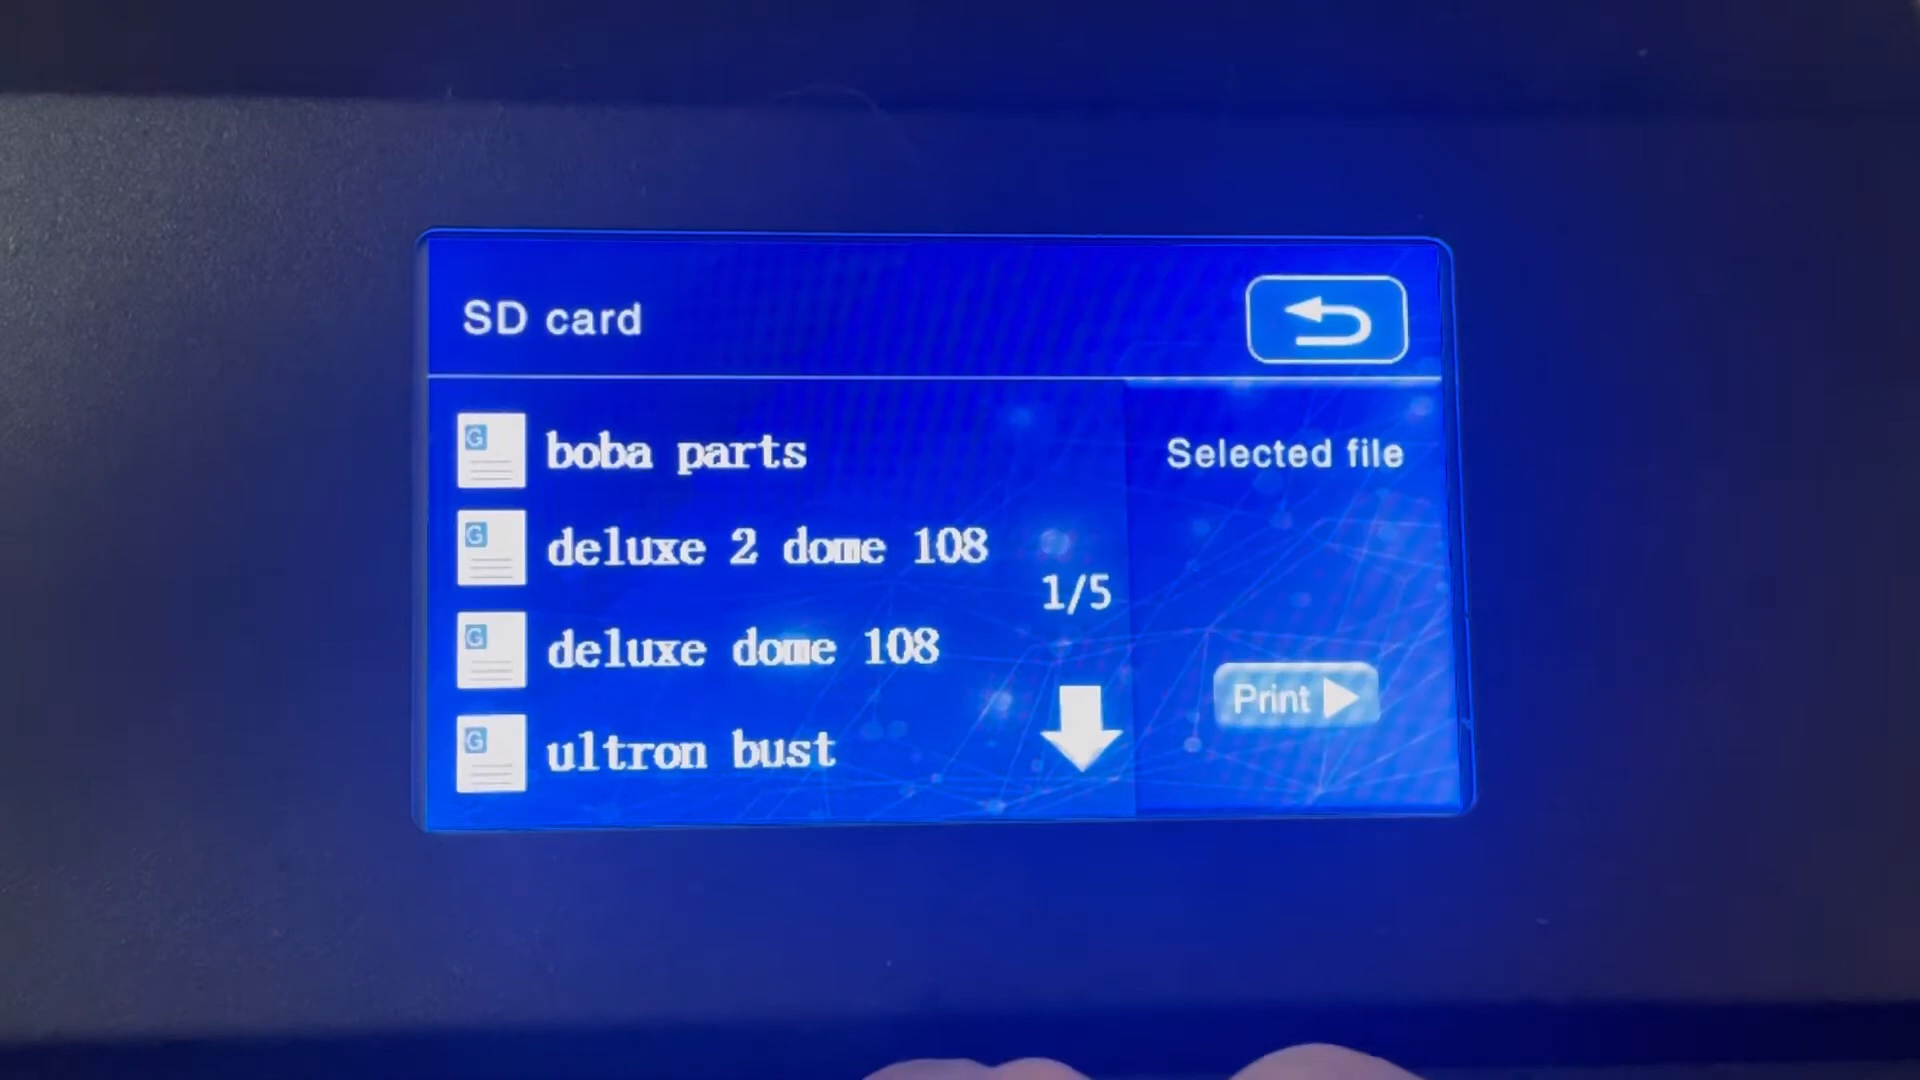 SD card
G boba parts
G deluxe 2 dome 108
G deluxe dome 108
G ultron bust
1/5
Selected file
Print